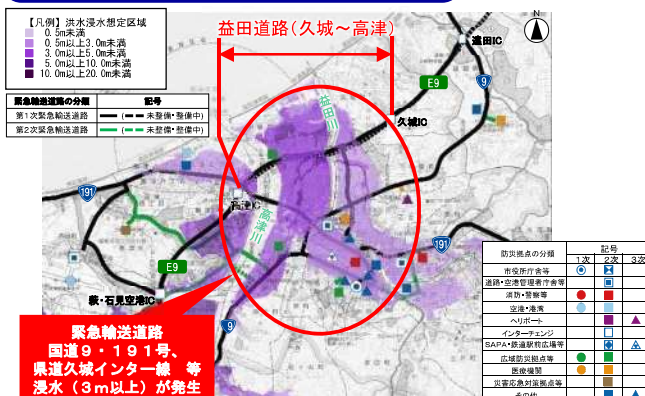 【凡例】洪水浸水想定区域
0.5m未満
0.5m以上3.0m未満
3.0m以上5.0m未満
5.0m以上10.0m未満
10.0m以上20.0m未満
緊急輸送道路の分類 記号
第1次緊急輸送道路 (--- 未整備・整備中)
第2次緊急輸送道路 (--- 未整備・整備中)
益田道路(久城~高津)
N
遠田IC
9
E9
益田川
久城IC
191
高津IC
高津川
191
E9
萩・石見空港IC
9
緊急輸送道路
国道9・191号、
県道久城インター線 等
浸水(3m以上)が発生
防災拠点の分類 記号
1次 2次 3次
市役所庁舎等
道路・空港管理者庁舎等
消防・警察等
空港・港湾
ヘリポート
インターチェンジ
SAPA・鉄道駅前広場等
広域防災拠点等
医療機関
災害応急対策拠点等
その他